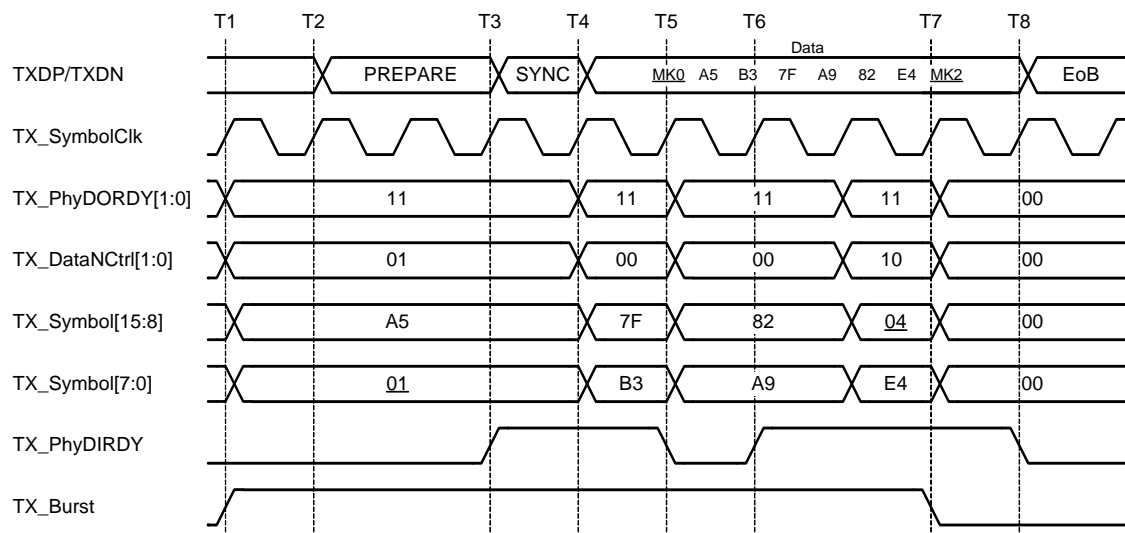 T1 T2 T3 T4 T5 T6 T7 T8
Data
TXDP/TXDN PREPARE SYNC MK0 A5 B3 7F A9 82 E4 MK2 EoB
TX_SymbolClk
TX_PhyDORDY[1:0] 11 11 11 11 00
TX_DataNCtrl[1:0] 01 00 00 10 00
TX_Symbol[15:8] A5 7F 82 04 00
TX_Symbol[7:0] 01 B3 A9 E4 00
TX_PhyDIRDY
TX_Burst